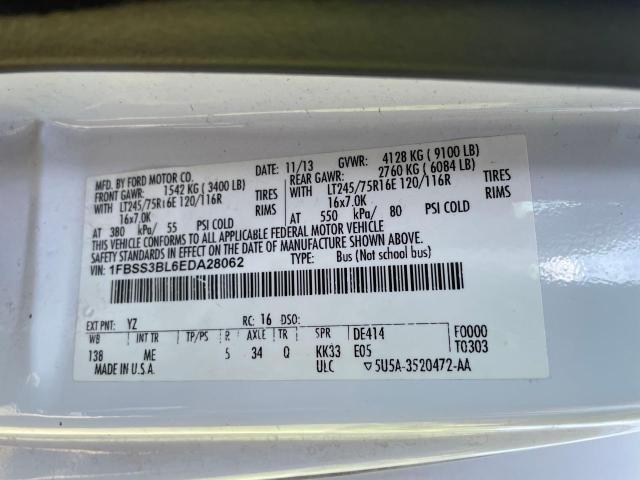 MFD. BY FORD MOTOR CO.
DATE: 11/13 GVWR: 4128 KG ( 9100 LB)
FRONT GAWR: 1542 KG ( 3400 LB)
REAR GAWR: 2760 KG ( 6084 LB)
WITH LT245/75R16E 120/116R TIRES
WITH LT245/75R16E 120/116R TIRES
16x7.0K RIMS
16x7.0K RIMS
AT 380 kPa/ 55 PSI COLD
AT 550 kPa/ 80 PSI COLD
THIS VEHICLE CONFORMS TO ALL APPLICABLE FEDERAL MOTOR VEHICLE
SAFETY STANDARDS IN EFFECT ON THE DATE OF MANUFACTURE SHOWN ABOVE.
VIN: 1FBSS3BL6EDA28062 TYPE: Bus (Not school bus)
EXT PNT: YZ RC: 16 DSO:
WB INT TR TP/PS R AXLE TR SPR DE414 F0000
138 ME 5 34 Q KK33 E05 T0303
MADE IN U.S.A. ULC ▽5U5A-3520472-AA